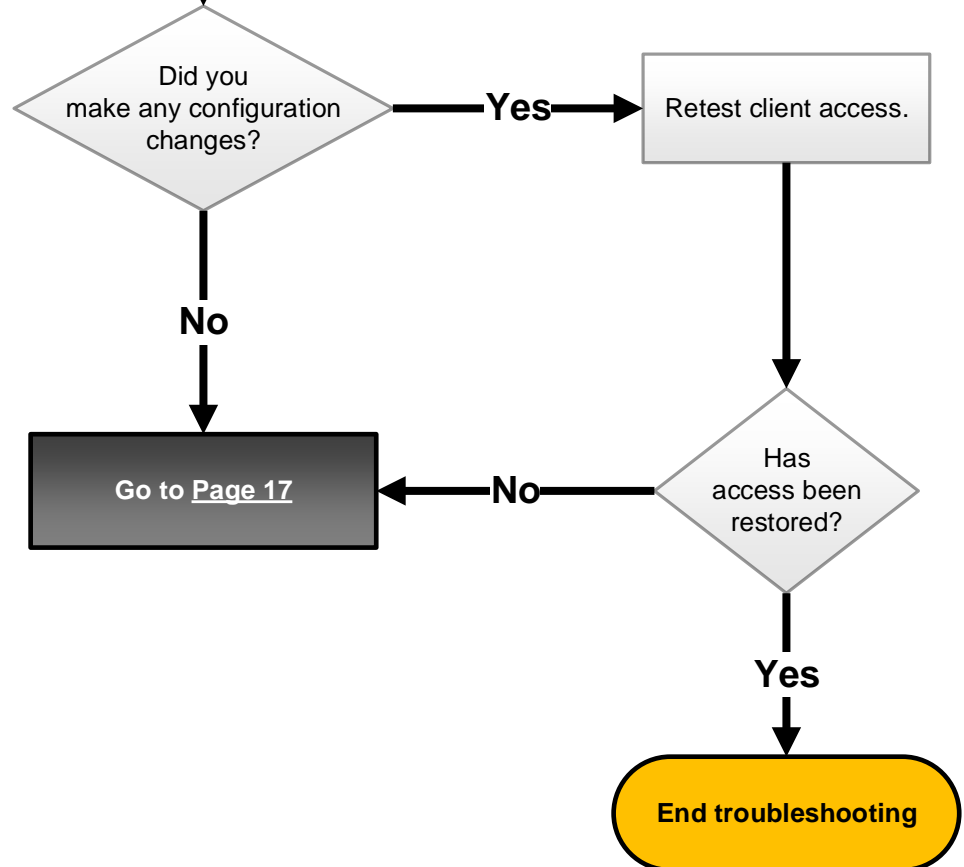 Did you
make any configuration
changes?
Yes
Retest client access.
No
Go to Page 17
No
Has
access been
restored?
Yes
End troubleshooting